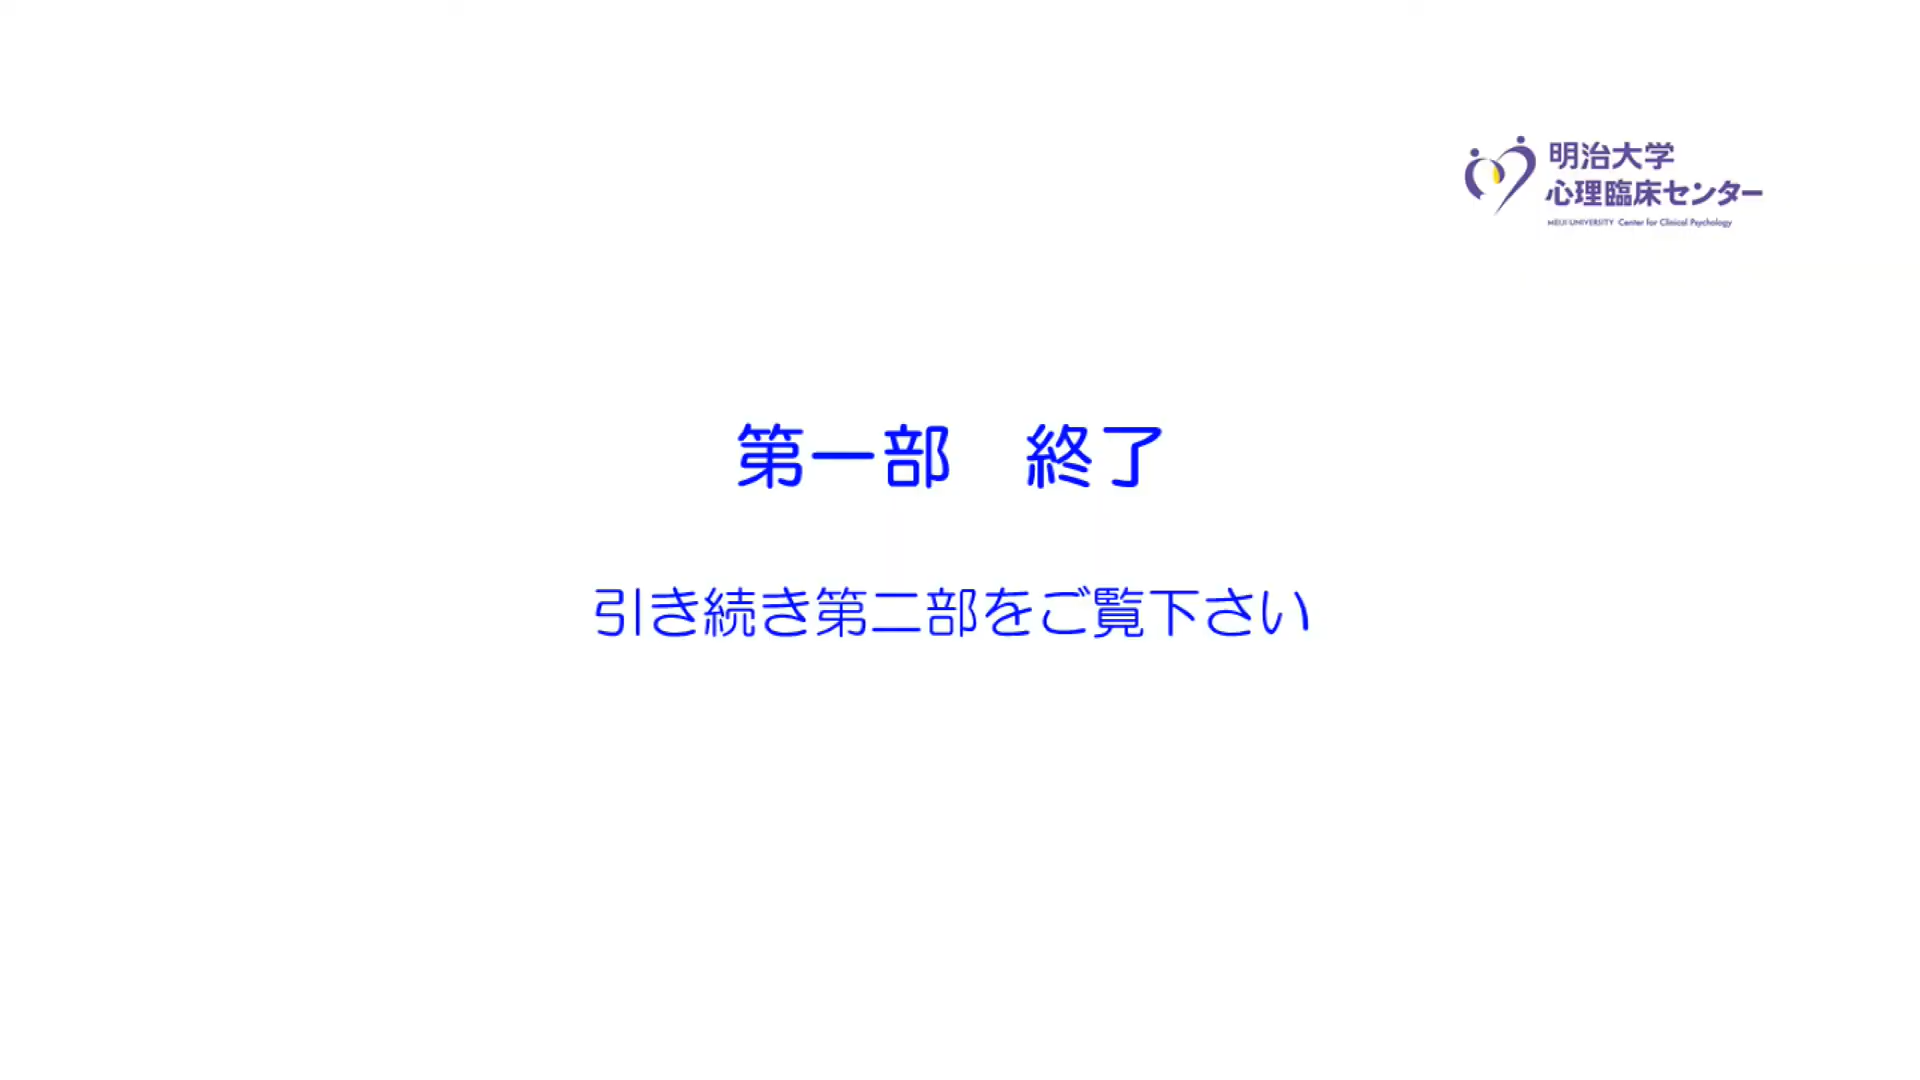 明治大学
心理臨床センター
MEIJI UNIVERSITY Center for Clinical Psychology
第一部　終了
引き続き第二部をご覧下さい